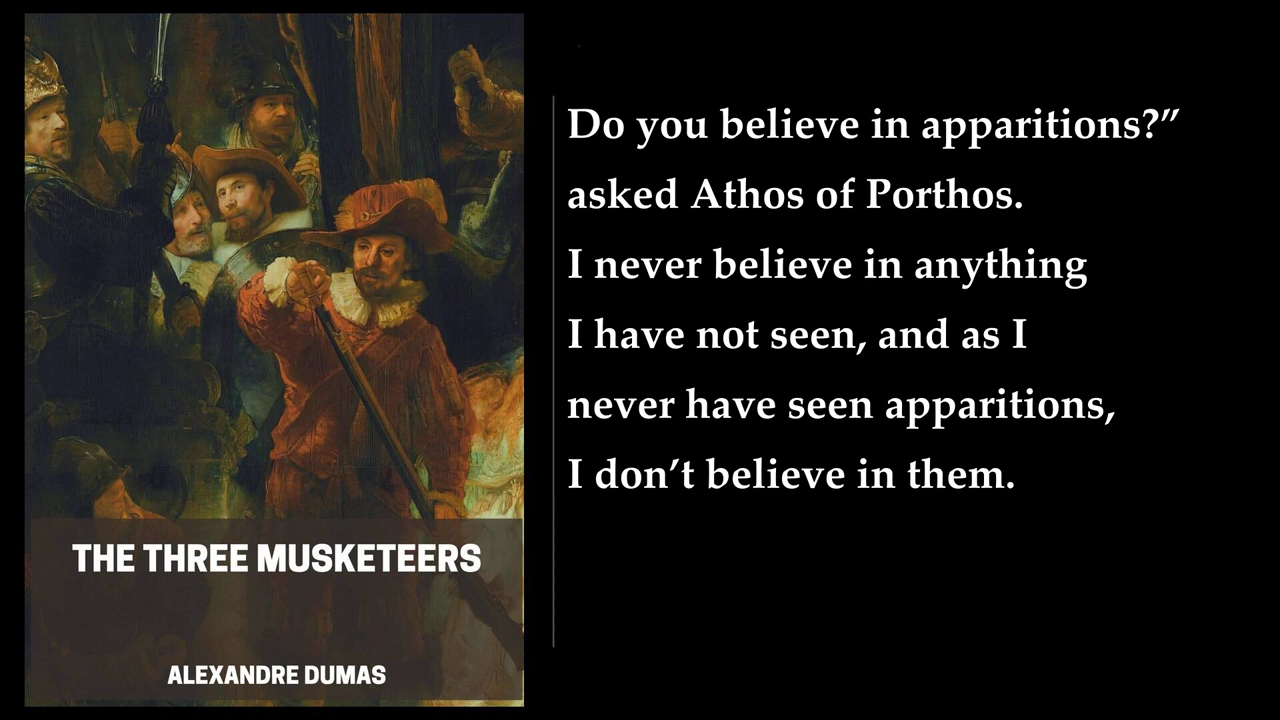 THE THREE MUSKETEERS
ALEXANDRE DUMAS
Do you believe in apparitions?”
asked Athos of Porthos.
I never believe in anything
I have not seen, and as I
never have seen apparitions,
I don’t believe in them.